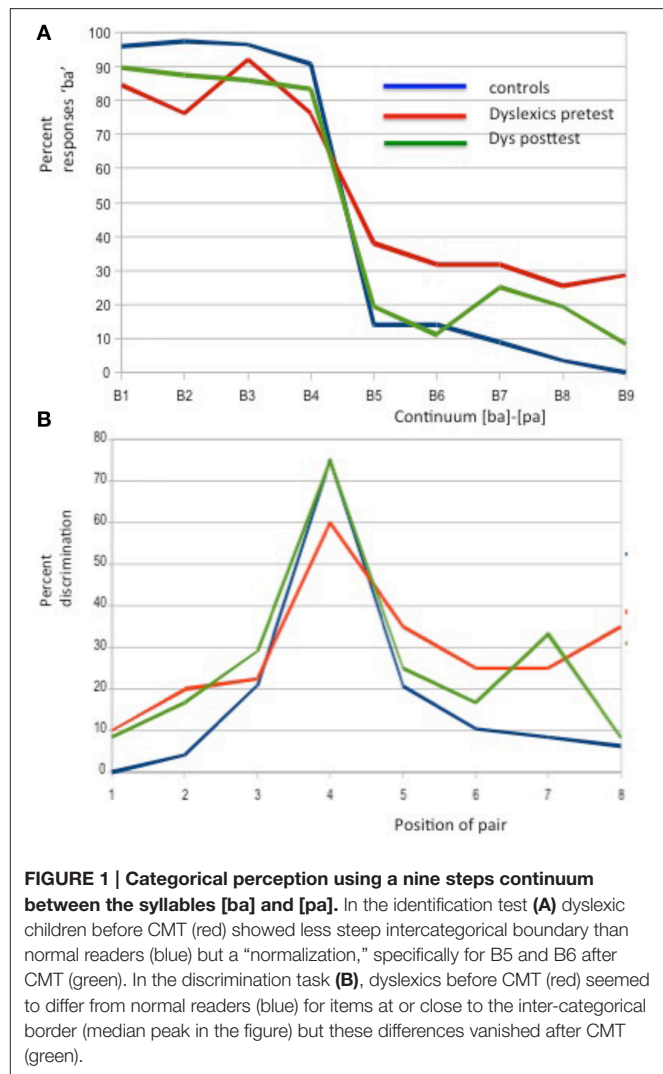 A
Percent
responses 'ba'
100
90
80
70
60
50
40
30
20
10
0
controls
Dyslexics pretest
Dys posttest
B1 B2 B3 B4 B5 B6 B7 B8 B9
Continuum [ba]-[pa]
B
Percent
discrimination
80
70
60
50
40
30
20
10
0
1 2 3 4 5 6 7 8
Position of pair
FIGURE 1 | Categorical perception using a nine steps continuum
between the syllables [ba] and [pa]. In the identification test (A) dyslexic
children before CMT (red) showed less steep intercategorical boundary than
normal readers (blue) but a “normalization,” specifically for B5 and B6 after
CMT (green). In the discrimination task (B), dyslexics before CMT (red) seemed
to differ from normal readers (blue) for items at or close to the inter-categorical
border (median peak in the figure) but these differences vanished after CMT
(green).